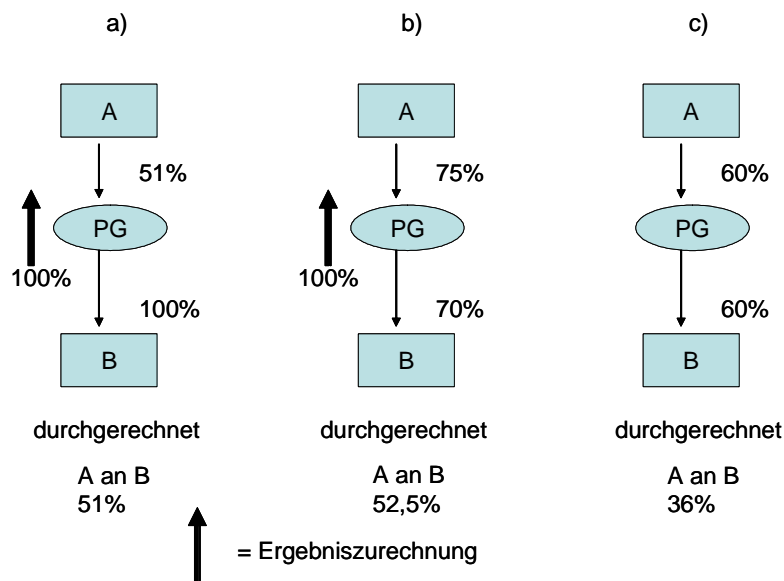 a) b) c)
A A A
51% 75% 60%
PG PG PG
100% 100%
100% 70% 60%
B B B
durchgerechnet durchgerechnet durchgerechnet
A an B A an B A an B
51% 52,5% 36%
= Ergebniszurechnung